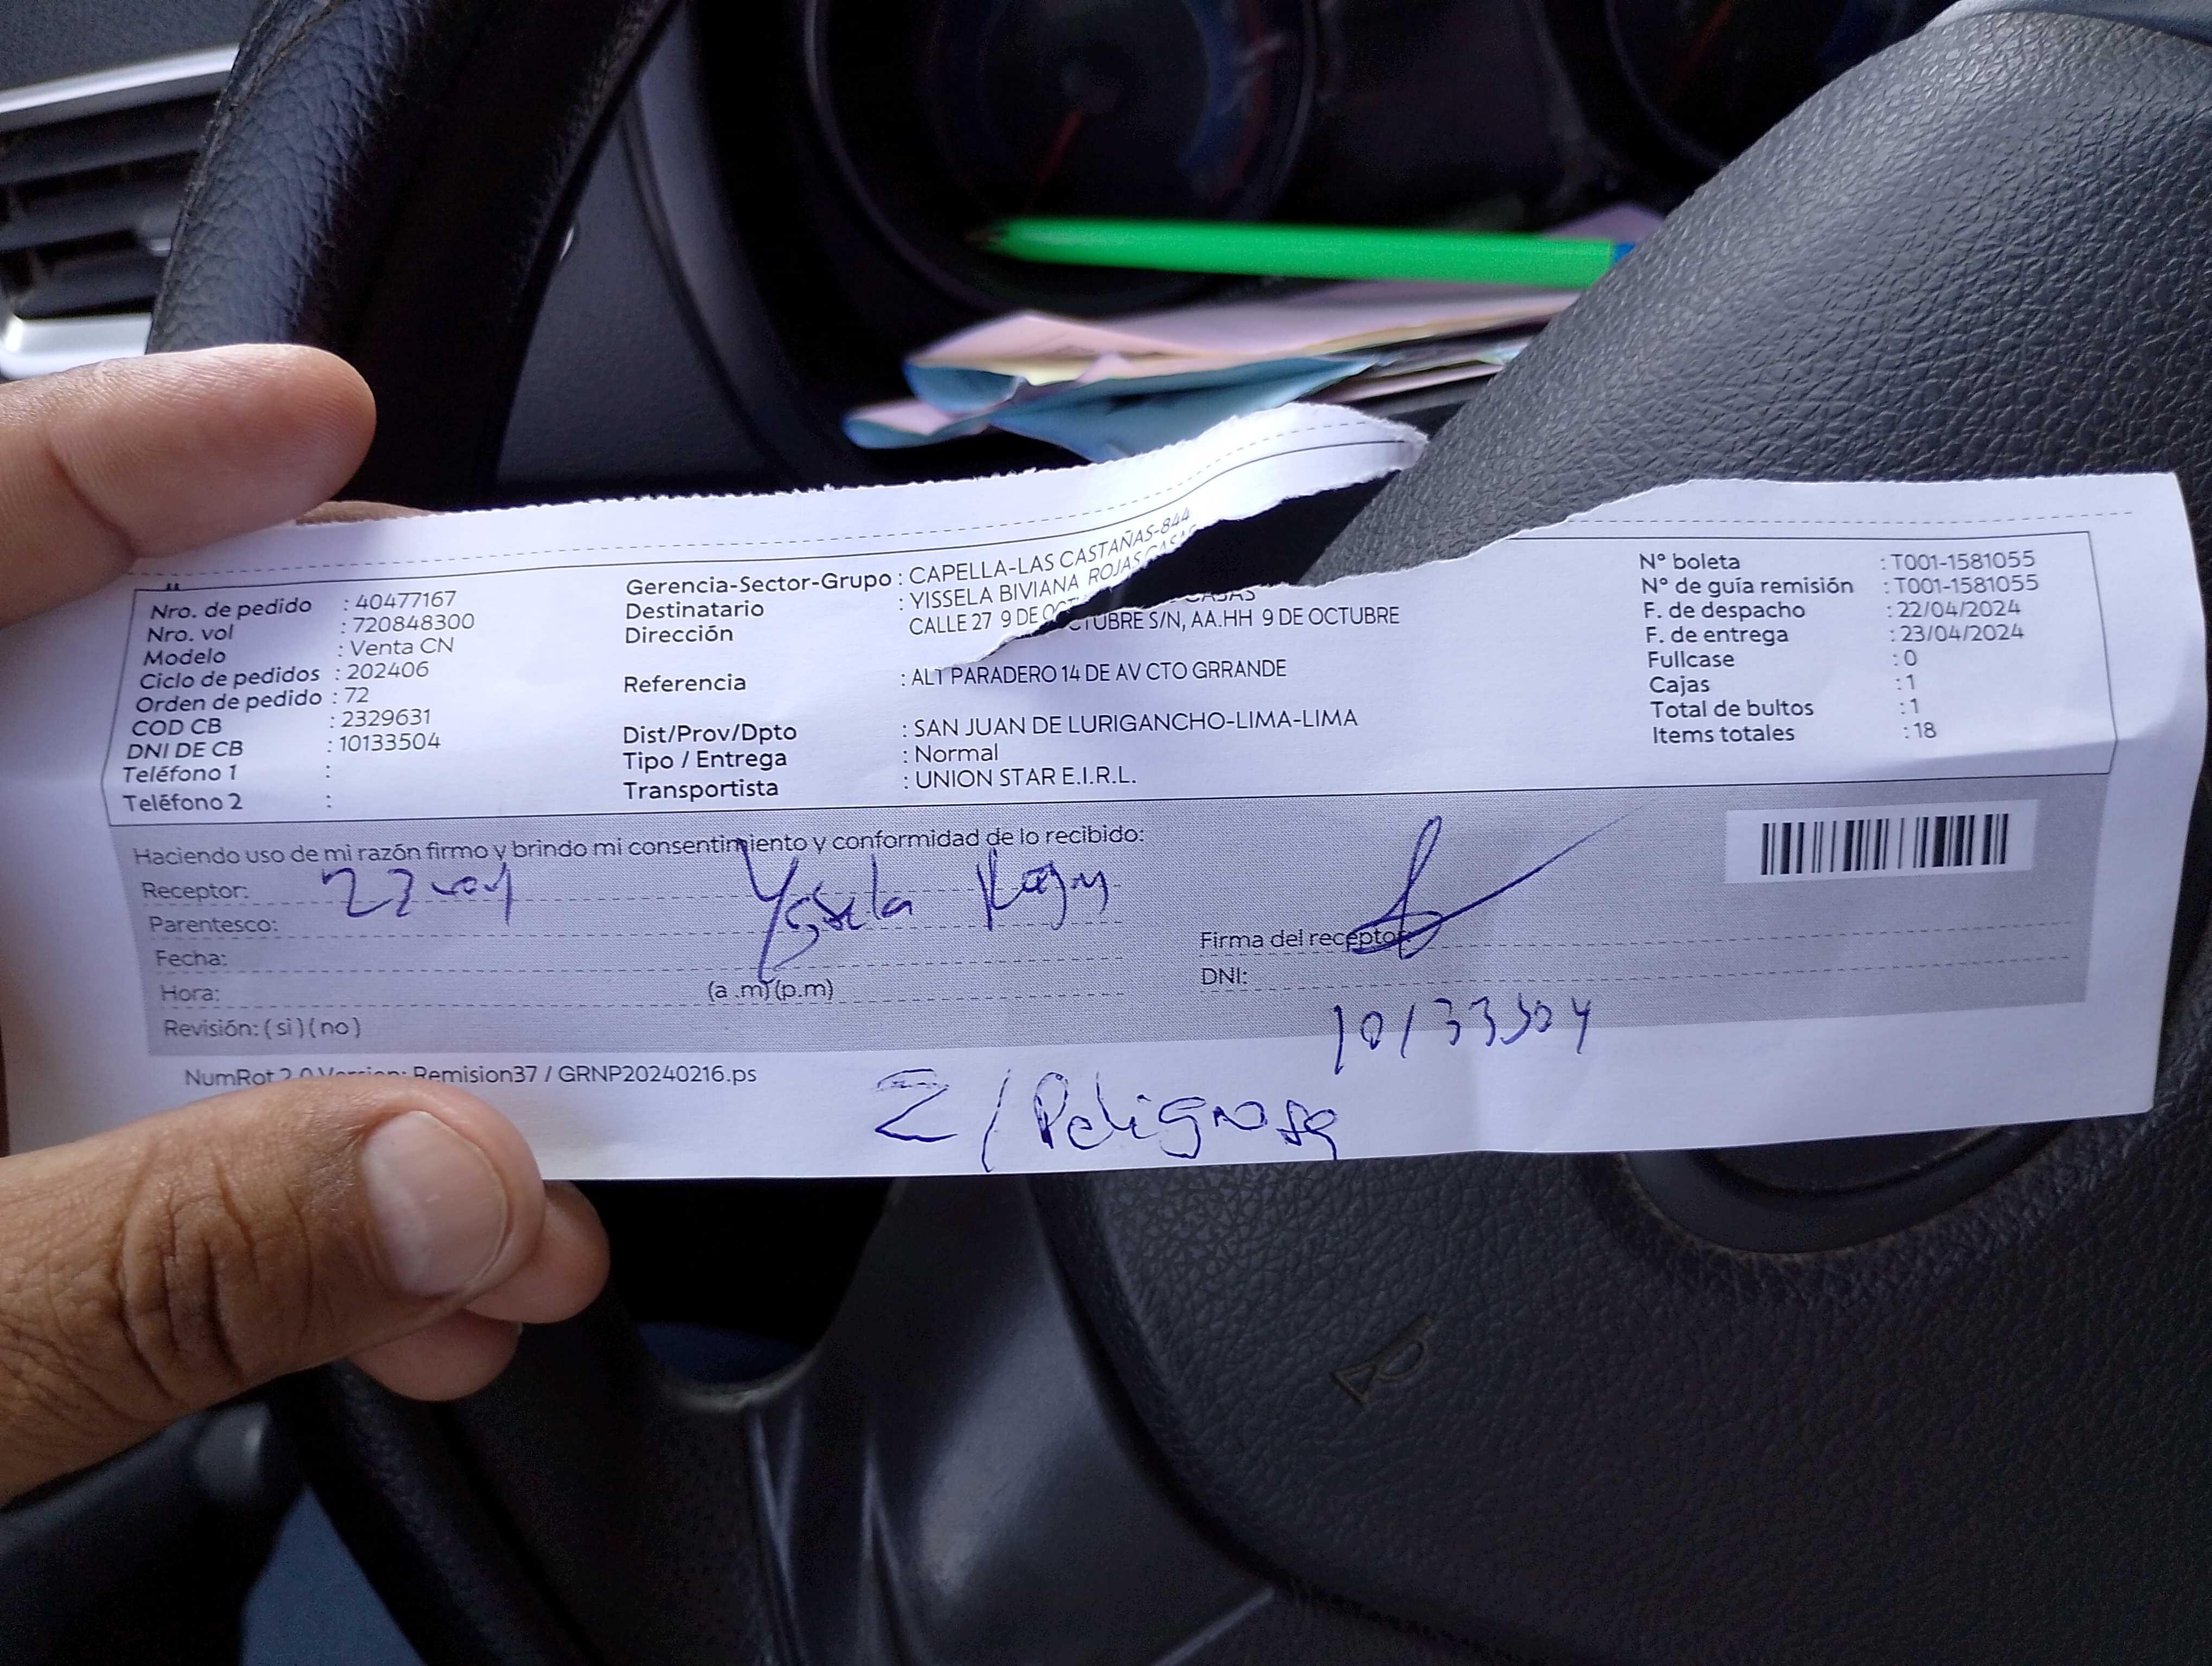 Nro. de pedido : 40477167
Nro. vol : 720848300
Modelo : Venta CN
Ciclo de pedidos : 202406
Orden de pedido : 72
COD CB : 2329631
DNI DE CB : 10133504
Teléfono 1 :
Teléfono 2 :
Gerencia-Sector-Grupo : CAPELLA-LAS CASTAÑAS-844
Destinatario : YISSELA BIVIANA ROJAS CASAS
Dirección CALLE 27 9 DE OCTUBRE S/N, AA.HH 9 DE OCTUBRE
Referencia : ALT PARADERO 14 DE AV CTO GRRANDE
Dist/Prov/Dpto : SAN JUAN DE LURIGANCHO-LIMA-LIMA
Tipo / Entrega : Normal
Transportista : UNION STAR E.I.R.L.
N° boleta : T001-1581055
N° de guía remisión : T001-1581055
F. de despacho : 22/04/2024
F. de entrega : 23/04/2024
Fullcase : 0
Cajas : 1
Total de bultos : 1
Items totales : 18
Haciendo uso de mi razón firmo y brindo mi consentimiento y conformidad de lo recibido:
Receptor: Yissela
Parentesco:
Fecha:
Hora: (a .m) (p.m)
Revisión: ( si ) ( no )
Firma del receptor:
DNI:
10133504
NumRot 2.0 Version: Remision37 / GRNP20240216.ps
Z / Peligrosa